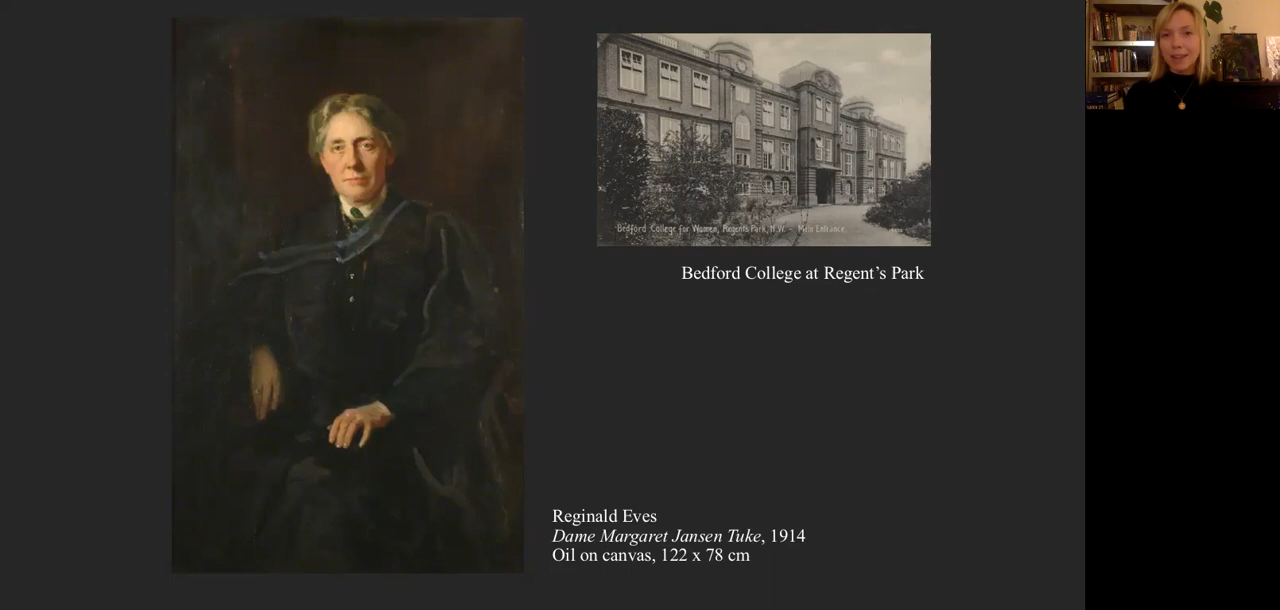 Bedford College for Women, Regents Park, N.W. - Main Entrance.
Bedford College at Regent’s Park
Reginald Eves
Dame Margaret Jansen Tuke, 1914
Oil on canvas, 122 x 78 cm